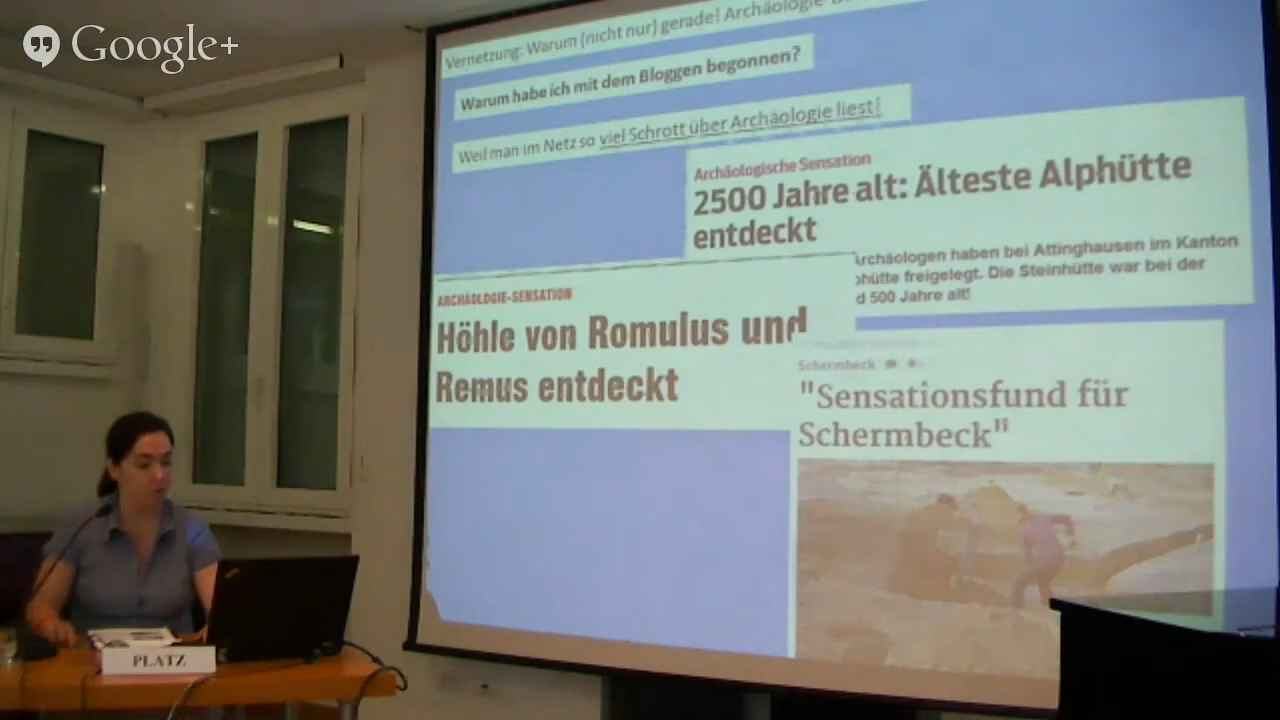 Google+
Vernetzung: Warum (nicht nur) gerade! Archäologie-
Warum habe ich mit dem Bloggen begonnen?
Weil man im Netz so viel Schrott über Archäologie liest!
Archäologische Sensation
2500 Jahre alt: Älteste Alphütte
entdeckt
Archäologen haben bei Attinghausen im Kanton
phütte freigelegt. Die Steinhütte war bei der
d 500 Jahre alt!
ARCHÄOLOGIE-SENSATION
Höhle von Romulus und
Remus entdeckt
Schermbeck
"Sensationsfund für
Schermbeck"
PLATZ